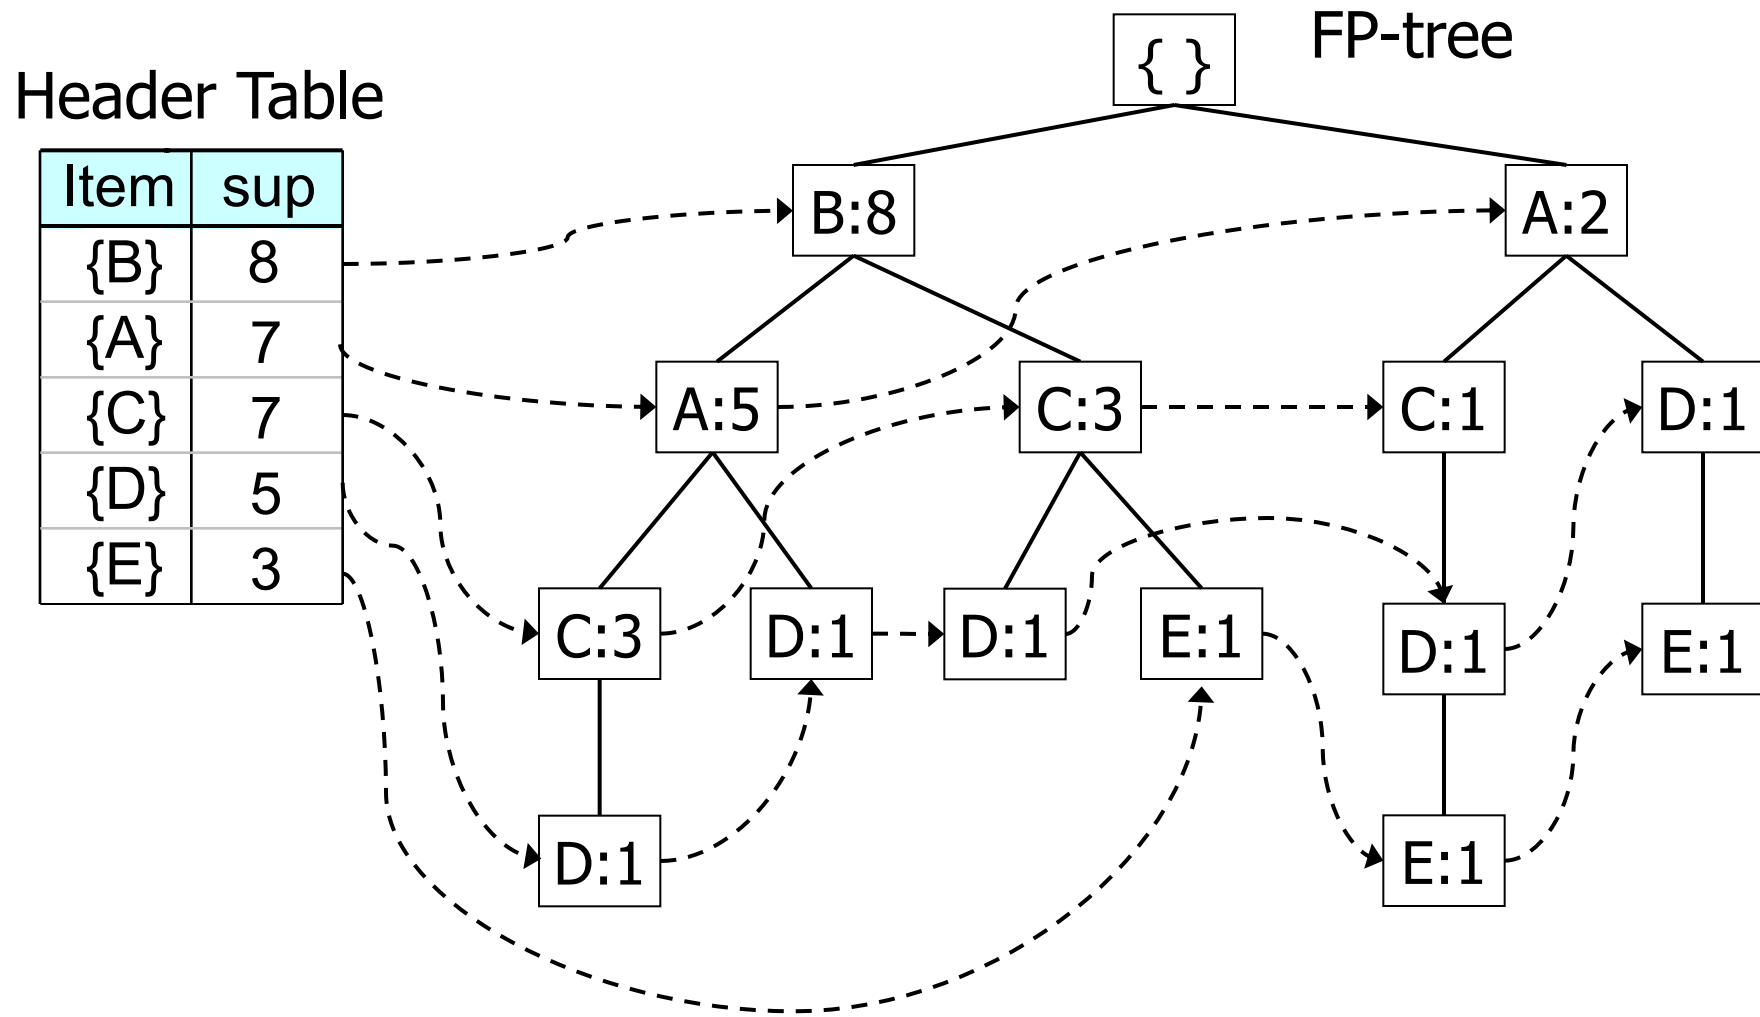 FP-tree
{ }
Header Table
Item sup
{B} 8
{A} 7
{C} 7
{D} 5
{E} 3
B:8 A:2
A:5 C:3 C:1 D:1
C:3 D:1 D:1 E:1 D:1 E:1
D:1 E:1